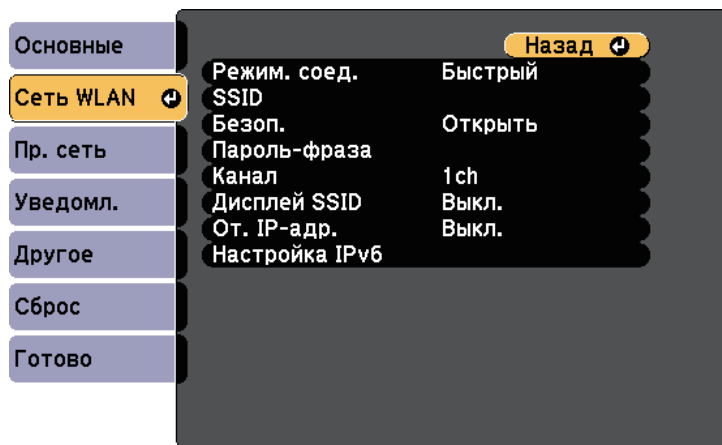 Основные
Сеть WLAN
Пр. сеть
Уведомл.
Другое
Сброс
Готово
Назад
Режим. соед. Быстрый
SSID
Безоп. Открыть
Пароль-фраза
Канал 1ch
Дисплей SSID Выкл.
От. IP-адр. Выкл.
Настройка IPv6